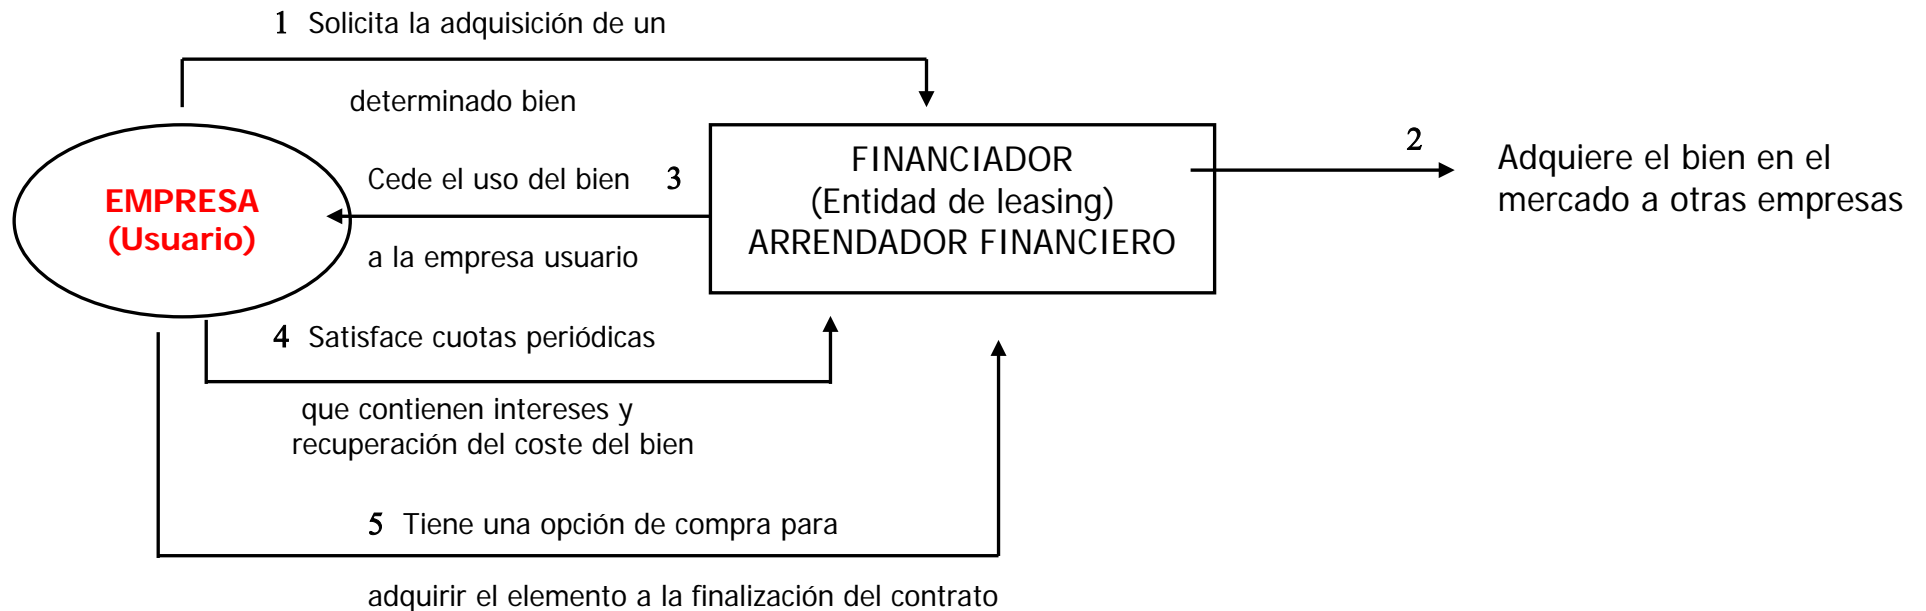 1 Solicita la adquisición de un
determinado bien
EMPRESA
(Usuario)
Cede el uso del bien 3
a la empresa usuario
FINANCIADOR
(Entidad de leasing)
ARRENDADOR FINANCIERO
2
Adquiere el bien en el
mercado a otras empresas
4 Satisface cuotas periódicas
que contienen intereses y
recuperación del coste del bien
5 Tiene una opción de compra para
adquirir el elemento a la finalización del contrato